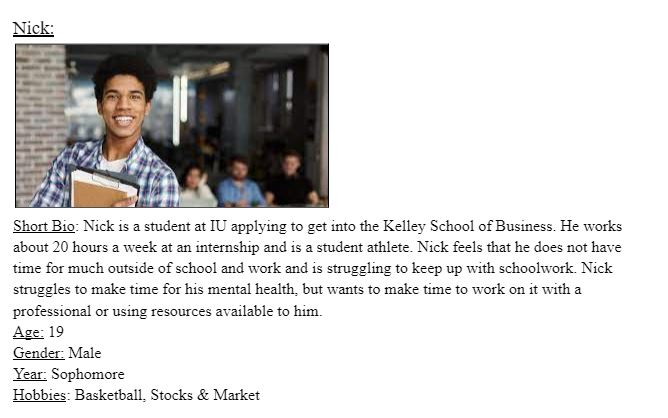 Nick:
Short Bio: Nick is a student at IU applying to get into the Kelley School of Business. He works
about 20 hours a week at an internship and is a student athlete. Nick feels that he does not have
time for much outside of school and work and is struggling to keep up with schoolwork. Nick
struggles to make time for his mental health, but wants to make time to work on it with a
professional or using resources available to him.
Age: 19
Gender: Male
Year: Sophomore
Hobbies: Basketball, Stocks & Market